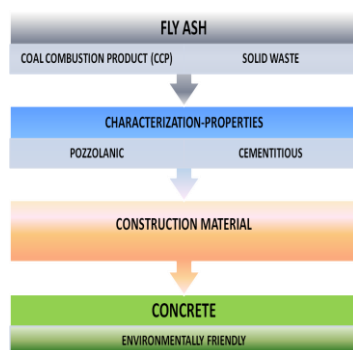 FLY ASH
COAL COMBUSTION PRODUCT (CCP) SOLID WASTE
CHARACTERIZATION-PROPERTIES
POZZOLANIC CEMENTITIOUS
CONSTRUCTION MATERIAL
CONCRETE
ENVIRONMENTALLY FRIENDLY